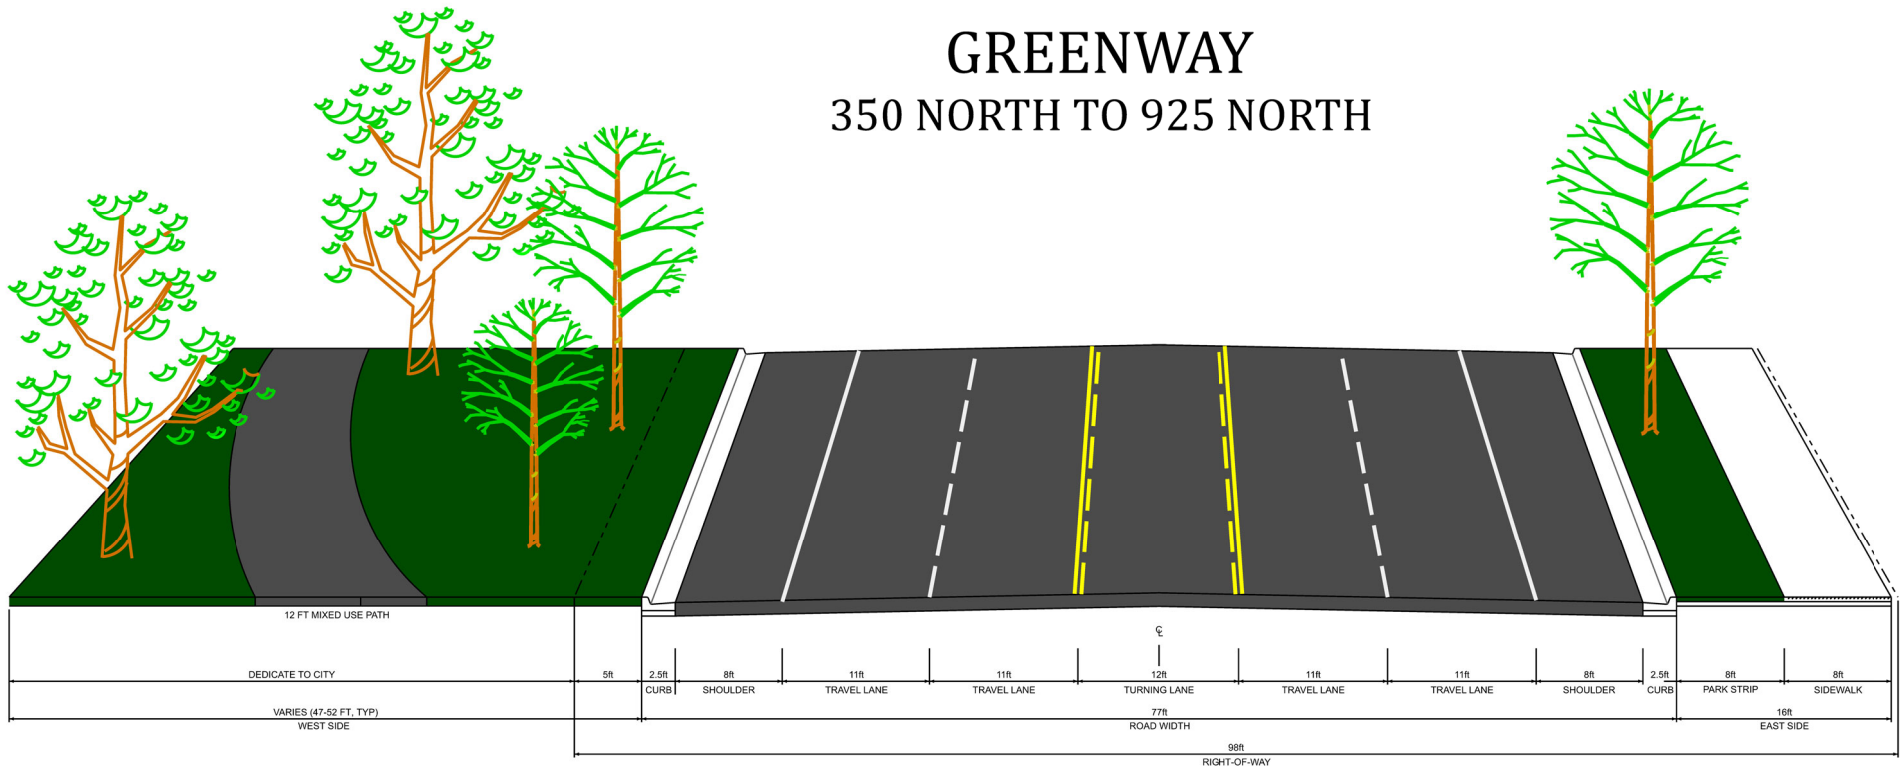 GREENWAY
350 NORTH TO 925 NORTH
12 FT MIXED USE PATH
℄
DEDICATE TO CITY 5ft 2.5ft 8ft 11ft 11ft 12ft 11ft 11ft 8ft 2.5ft 8ft 8ft
CURB SHOULDER TRAVEL LANE TRAVEL LANE TURNING LANE TRAVEL LANE TRAVEL LANE SHOULDER CURB PARK STRIP SIDEWALK
VARIES (47-52 FT, TYP) 77ft 16ft
WEST SIDE ROAD WIDTH EAST SIDE
98ft
RIGHT-OF-WAY